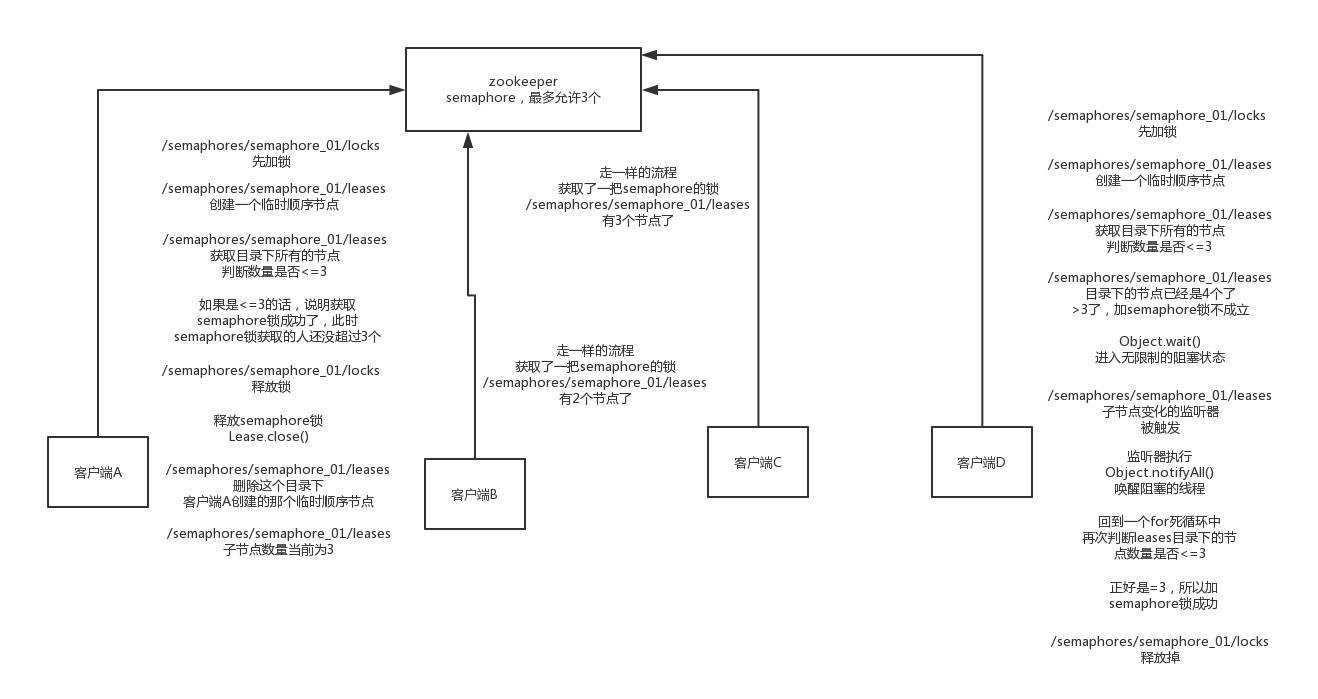 zookeeper
semaphore，最多允许3个
/semaphores/semaphore_01/locks
先加锁
/semaphores/semaphore_01/leases
创建一个临时顺序节点
/semaphores/semaphore_01/leases
获取目录下所有的节点
判断数量是否<=3
如果是<=3的话，说明获取
semaphore锁成功了，此时
semaphore锁获取的人还没超过3个
/semaphores/semaphore_01/locks
释放锁
释放semaphore锁
Lease.close()
/semaphores/semaphore_01/leases
删除这个目录下
客户端A创建的那个临时顺序节点
/semaphores/semaphore_01/leases
子节点数量当前为3
客户端A
走一样的流程
获取了一把semaphore的锁
/semaphores/semaphore_01/leases
有2个节点了
客户端B
走一样的流程
获取了一把semaphore的锁
/semaphores/semaphore_01/leases
有3个节点了
客户端C
客户端D
/semaphores/semaphore_01/locks
先加锁
/semaphores/semaphore_01/leases
创建一个临时顺序节点
/semaphores/semaphore_01/leases
获取目录下所有的节点
判断数量是否<=3
/semaphores/semaphore_01/leases
目录下的节点已经是4个了
>3了，加semaphore锁不成立
Object.wait()
进入无限制的阻塞状态
/semaphores/semaphore_01/leases
子节点变化的监听器
被触发
监听器执行
Object.notifyAll()
唤醒阻塞的线程
回到一个for死循环中
再次判断leases目录下的节
点数量是否<=3
正好是=3，所以加
semaphore锁成功
/semaphores/semaphore_01/locks
释放掉